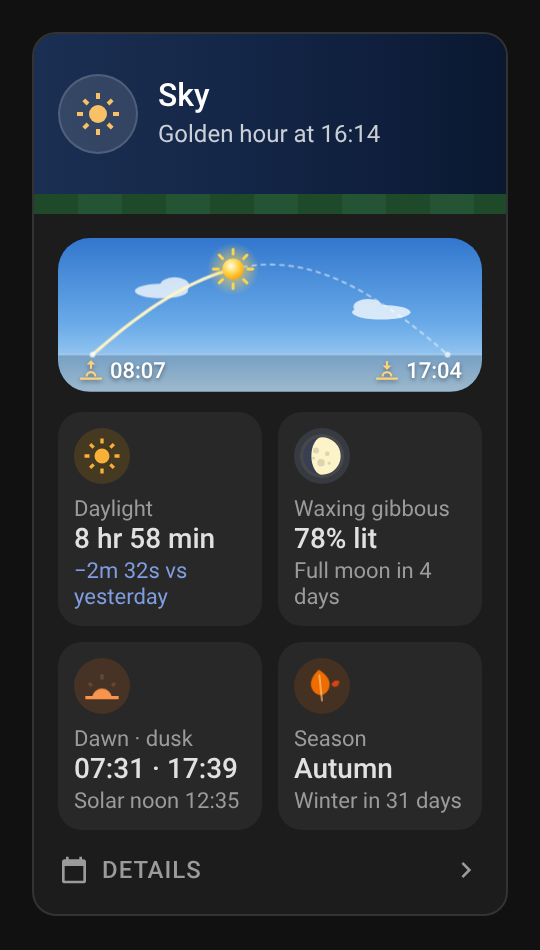 Sky
Golden hour at 16:14
08:07
17:04
Daylight
8 hr 58 min
−2m 32s vs
yesterday
Waxing gibbous
78% lit
Full moon in 4
days
Dawn · dusk
07:31 · 17:39
Solar noon 12:35
Season
Autumn
Winter in 31 days
DETAILS